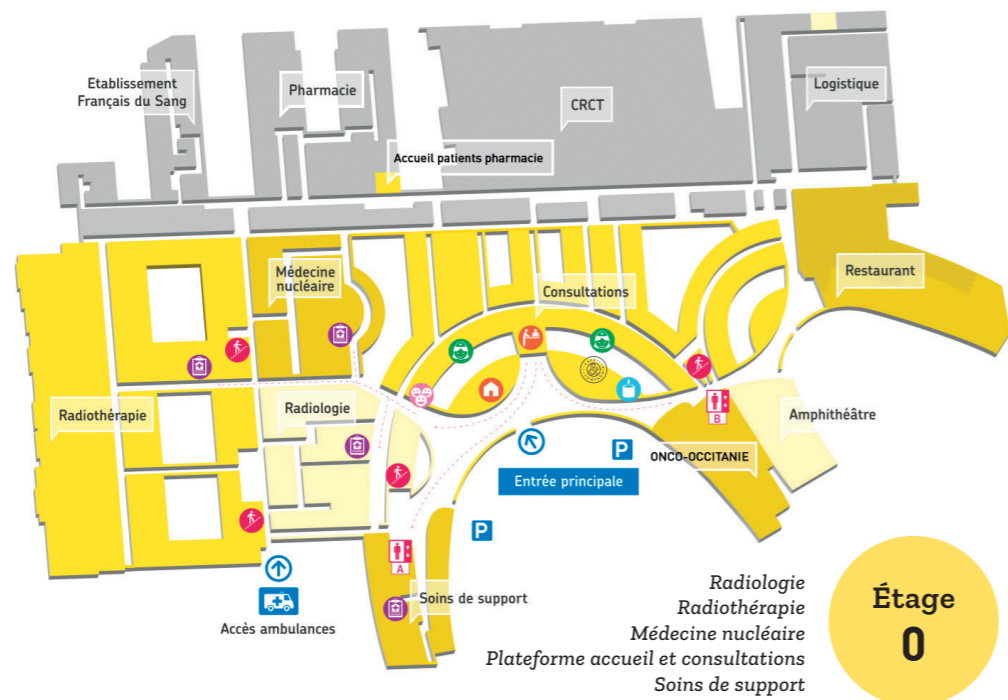 Etablissement
Français du Sang
Pharmacie
CRCT
Logistique
Accueil patients pharmacie
Médecine
nucléaire
Consultations
Restaurant
Radiothérapie
Radiologie
Amphithéâtre
B
ONCO-OCCITANIE
P
Entrée principale
P
A
Soins de support
Accès ambulances
Radiologie
Radiothérapie
Médecine nucléaire
Plateforme accueil et consultations
Soins de support
Étage
0